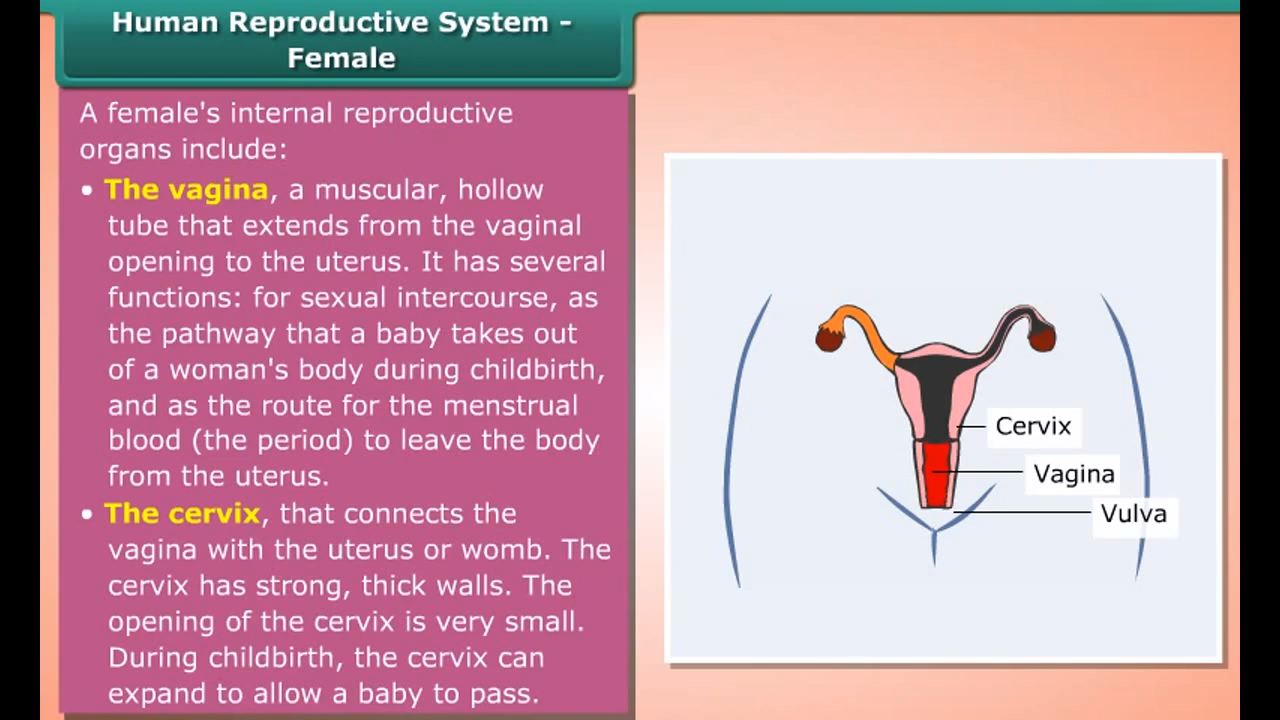 Human Reproductive System -
Female
A female's internal reproductive
organs include:
• The vagina, a muscular, hollow
tube that extends from the vaginal
opening to the uterus. It has several
functions: for sexual intercourse, as
the pathway that a baby takes out
of a woman's body during childbirth,
and as the route for the menstrual
blood (the period) to leave the body
from the uterus.
• The cervix, that connects the
vagina with the uterus or womb. The
cervix has strong, thick walls. The
opening of the cervix is very small.
During childbirth, the cervix can
expand to allow a baby to pass.
Cervix
Vagina
Vulva